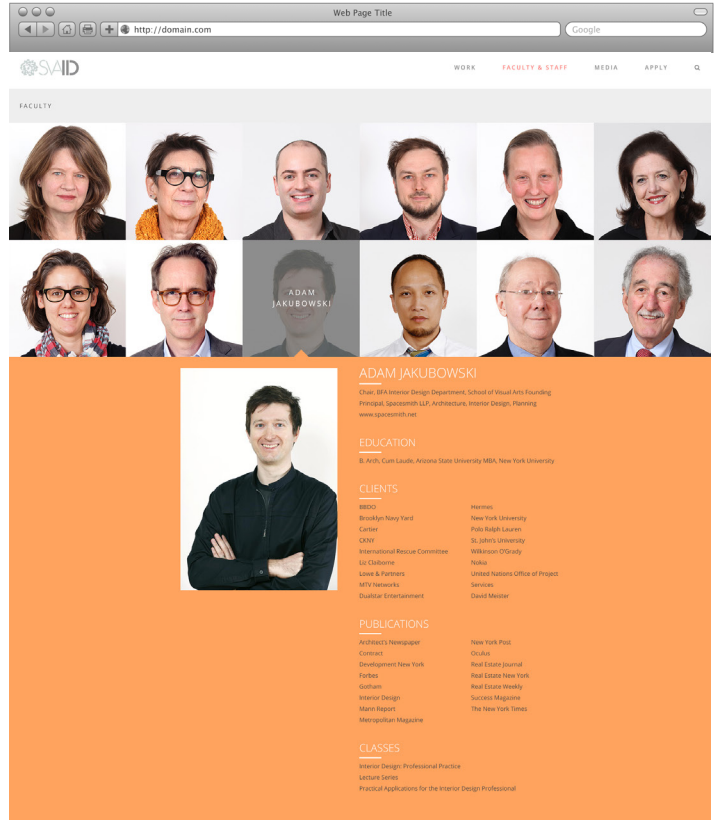 Web Page Title
http://domain.com
Google
SVAID
WORK
FACULTY & STAFF
MEDIA
APPLY
FACULTY
ADAM
JAKUBOWSKI
ADAM JAKUBOWSKI
Chair, BFA Interior Design Department, School of Visual Arts Founding
Principal, Spacesmith LLP, Architecture, Interior Design, Planning
www.spacesmith.net
EDUCATION
B. Arch, Cum Laude, Arizona State University MBA, New York University
CLIENTS
BBDO
Brooklyn Navy Yard
Cartier
CKNY
International Rescue Committee
Liz Claiborne
Lowe & Partners
MTV Networks
Dualstar Entertainment
Hermes
New York University
Polo Ralph Lauren
St. John's University
Wilkinson O'Grady
Nokia
United Nations Office of Project
Services
David Meister
PUBLICATIONS
Architect's Newspaper
Contract
Development New York
Forbes
Gotham
Interior Design
Mann Report
Metropolitan Magazine
New York Post
Oculus
Real Estate Journal
Real Estate New York
Real Estate Weekly
Success Magazine
The New York Times
CLASSES
Interior Design: Professional Practice
Lecture Series
Practical Applications for the Interior Design Professional